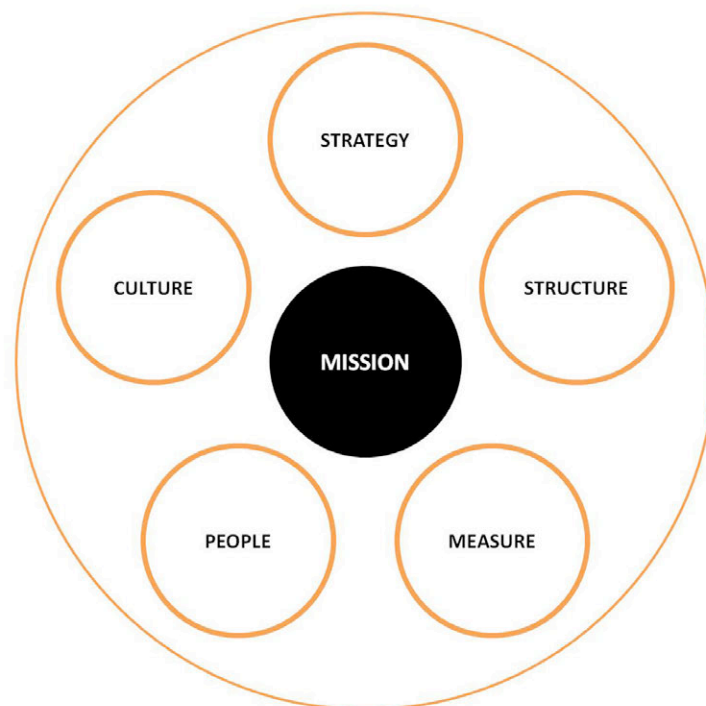 STRATEGY
CULTURE
STRUCTURE
MISSION
PEOPLE
MEASURE